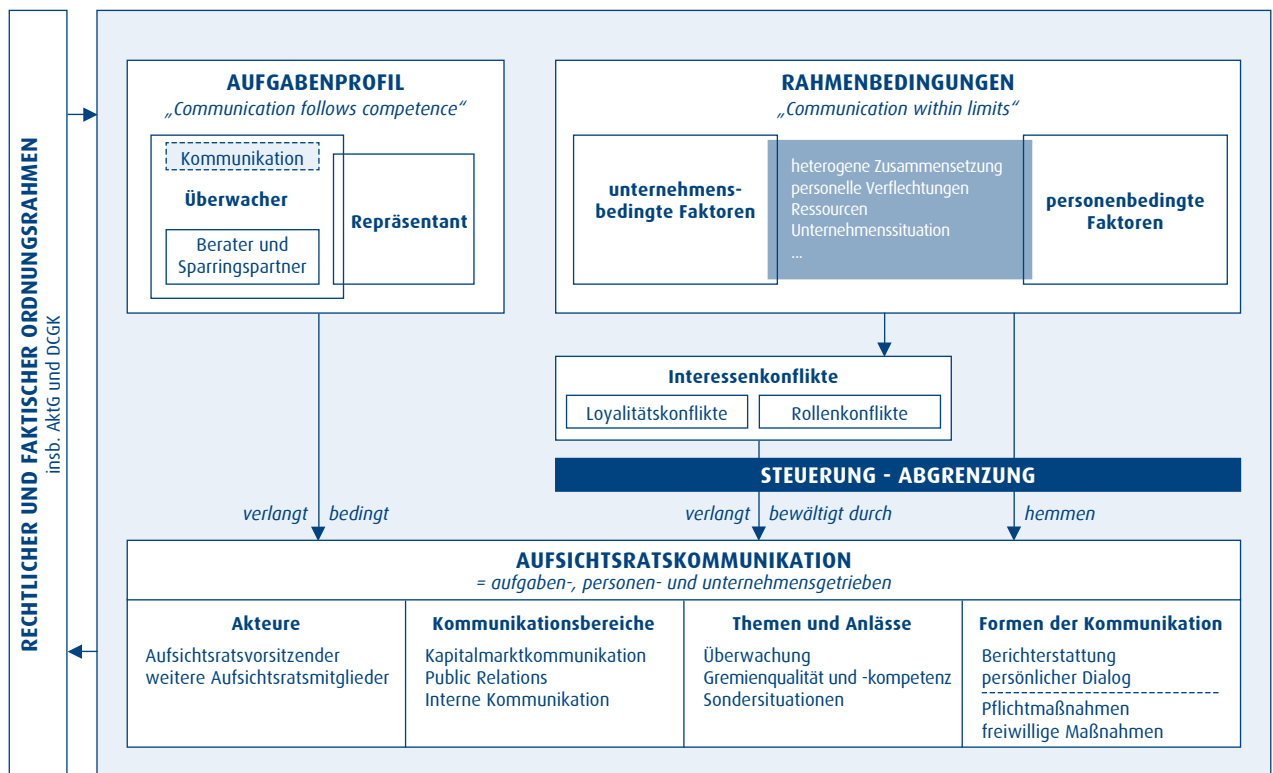 RECHTLICHER UND FAKTISCHER ORDNUNGSRAHMEN
insb. AktG und DCGK
AUFGABENPROFIL
„Communication follows competence“
Kommunikation
Überwacher
Berater und
Sparringspartner
Repräsentant
RAHMENBEDINGUNGEN
„Communication within limits“
unternehmens-
bedingte Faktoren
heterogene Zusammensetzung
personelle Verflechtungen
Ressourcen
Unternehmenssituation
...
personenbedingte
Faktoren
Interessenkonflikte
Loyalitätskonflikte
Rollenkonflikte
STEUERUNG - ABGRENZUNG
verlangt
bedingt
verlangt
bewältigt durch
hemmen
AUFSICHTSRATSKOMMUNIKATION
= aufgaben-, personen- und unternehmensgetrieben
Akteure
Aufsichtsratsvorsitzender
weitere Aufsichtsratsmitglieder
Kommunikationsbereiche
Kapitalmarktkommunikation
Public Relations
Interne Kommunikation
Themen und Anlässe
Überwachung
Gremienqualität und -kompetenz
Sondersituationen
Formen der Kommunikation
Berichterstattung
persönlicher Dialog
Pflichtmaßnahmen
freiwillige Maßnahmen